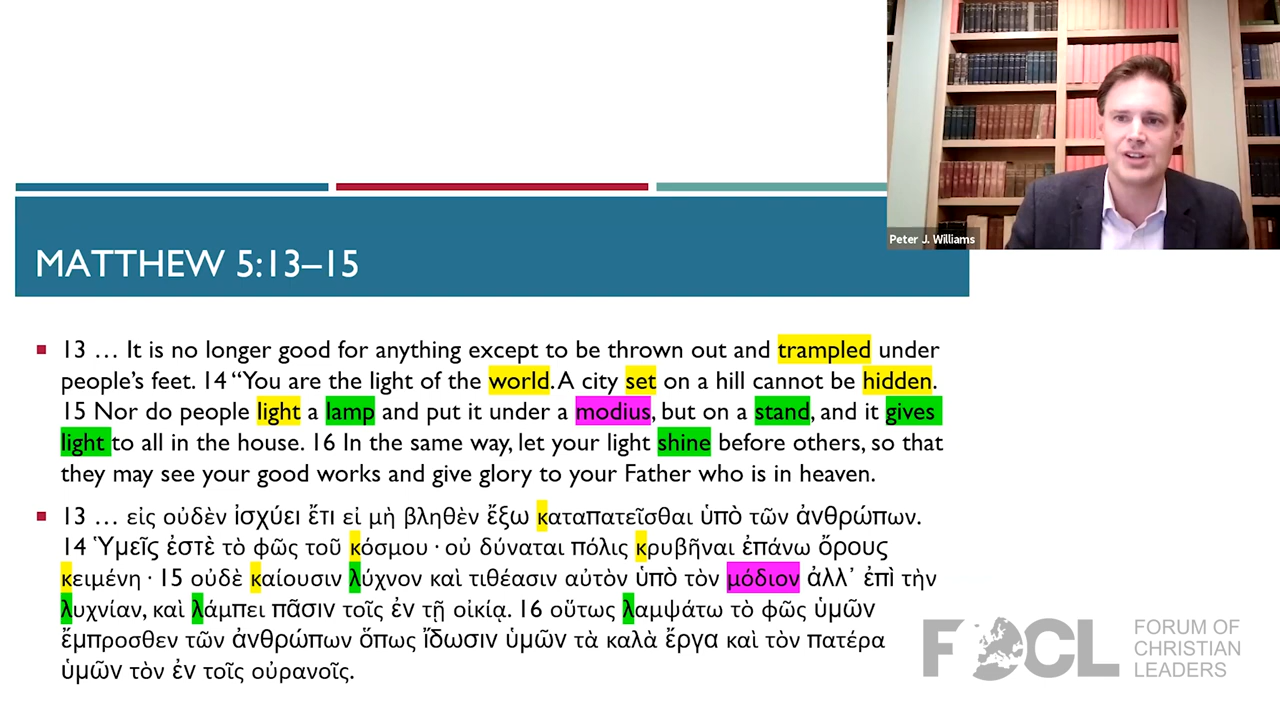 Peter J. Williams
MATTHEW 5:13–15
13 … It is no longer good for anything except to be thrown out and trampled under
people’s feet. 14 “You are the light of the world. A city set on a hill cannot be hidden.
15 Nor do people light a lamp and put it under a modius, but on a stand, and it gives
light to all in the house. 16 In the same way, let your light shine before others, so that
they may see your good works and give glory to your Father who is in heaven.
13 … εἰς οὐδὲν ἰσχύει ἔτι εἰ μὴ βληθὲν ἔξω καταπατεῖσθαι ὑπὸ τῶν ἀνθρώπων.
14 Ὑμεῖς ἐστὲ τὸ φῶς τοῦ κόσμου · οὐ δύναται πόλις κρυβῆναι ἐπάνω ὄρους
κειμένη · 15 οὐδὲ καίουσιν λύχνον καὶ τιθέασιν αὐτὸν ὑπὸ τὸν μόδιον ἀλλ᾽ ἐπὶ τὴν
λυχνίαν, καὶ λάμπει πᾶσιν τοῖς ἐν τῇ οἰκίᾳ. 16 οὕτως λαμψάτω τὸ φῶς ὑμῶν
ἔμπροσθεν τῶν ἀνθρώπων ὅπως ἴδωσιν ὑμῶν τὰ καλὰ ἔργα καὶ τὸν πατέρα
ὑμῶν τὸν ἐν τοῖς οὐρανοῖς.
FOCL
FORUM OF
CHRISTIAN
LEADERS